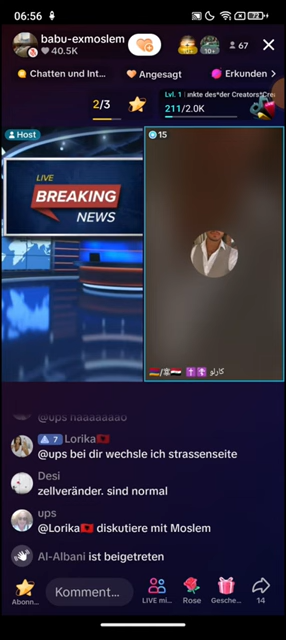 06:56
72
babu-exmoslem
40.5K
10+
67
Chatten und Int...
Angesagt
Erkunden
2/3
Lvl. 1
211/2.0K
Host
15
LIVE
BREAKING
NEWS
كارلو
@ups haaaaaaao
7 Lorika🇦🇱
@ups bei dir wechsle ich strassenseite
Desi
zellveränder. sind normal
ups
@Lorika🇦🇱 diskutiere mit Moslem
Al-Albani ist beigetreten
Abonn...
Komment...
LIVE mi...
Rose
Gesche...
14